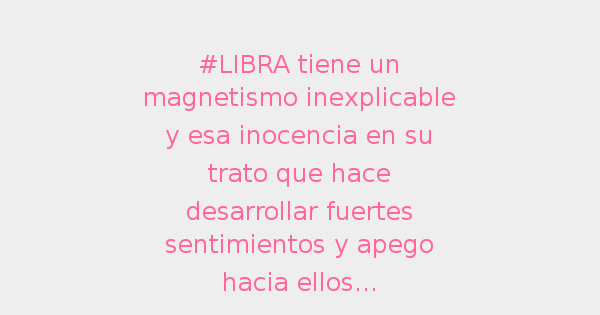 #LIBRA tiene un
magnetismo inexplicable
y esa inocencia en su
trato que hace
desarrollar fuertes
sentimientos y apego
hacia ellos...